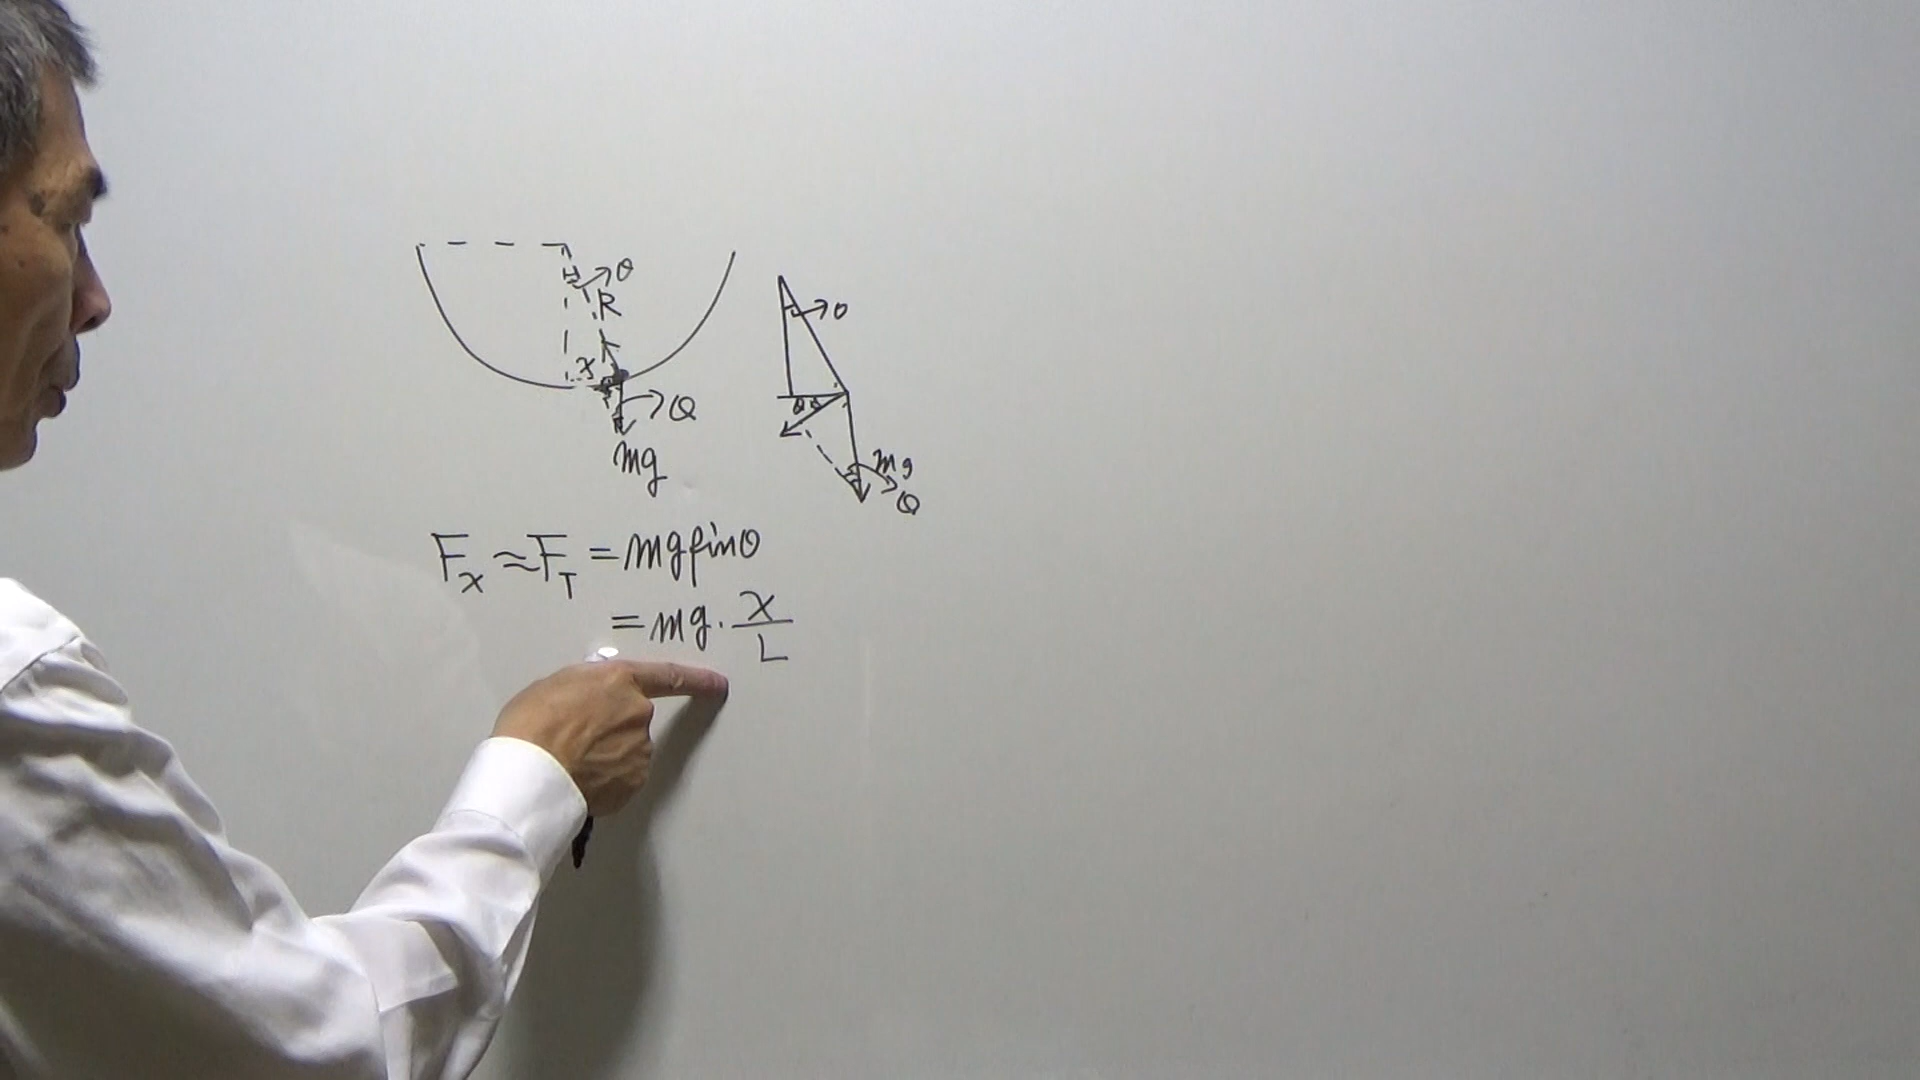 θ
R
x
θ
mg
θ
θ
mg
θ
F_x ≈ F_T = mg sinθ
= mg · x/L